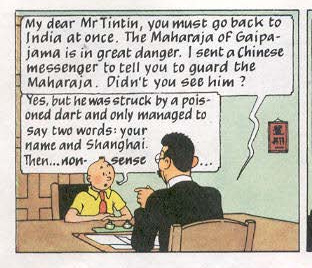 My dear Mr Tintin, you must go back to
India at once. The Maharaja of Gaipa-
jama is in great danger. I sent a Chinese
messenger to tell you to guard the
Maharaja. Didn't you see him?
Yes, but he was struck by a pois-
oned dart and only managed to
say two words: your
name and Shanghai.
Then...non- sense ...